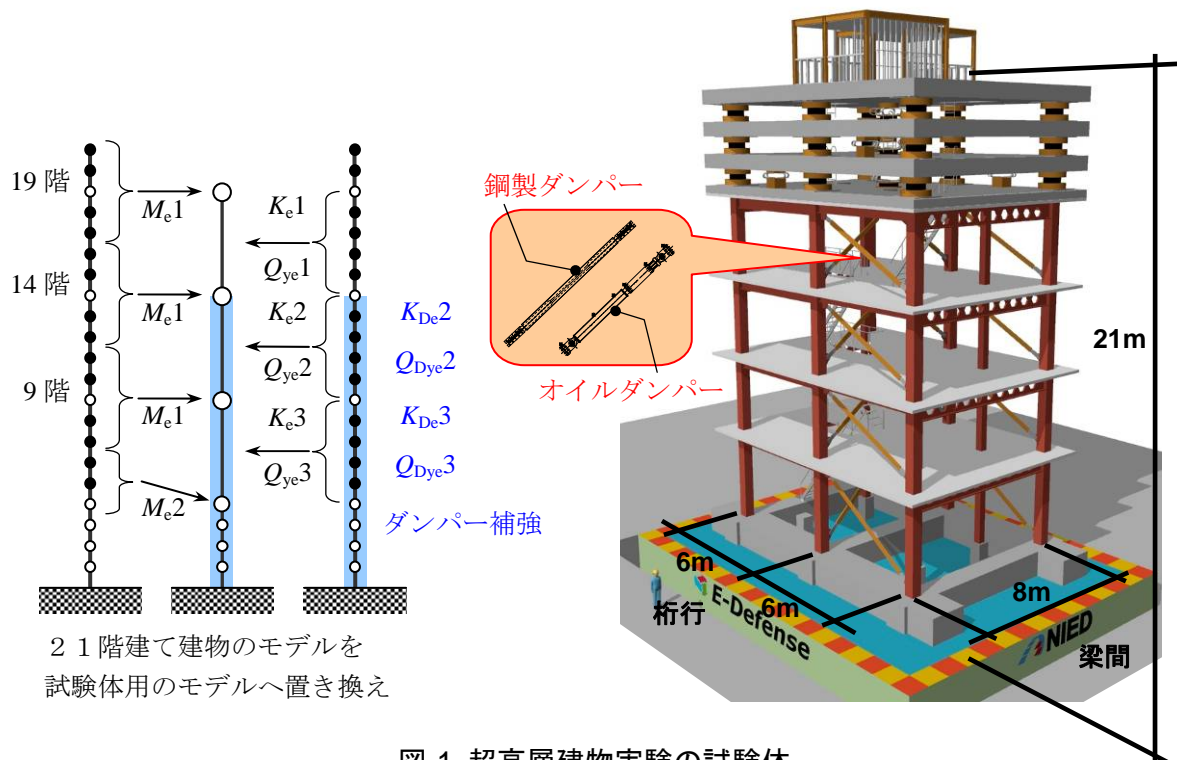 19 階
14 階
9 階
Me1
Me1
Me1
Me2
Ke1
Qye1
Ke2
Qye2
Ke3
Qye3
KDe2
QDye2
KDe3
QDye3
ダンパー補強
２１階建て建物のモデルを
試験体用のモデルへ置き換え
鋼製ダンパー
オイルダンパー
21m
6m
6m
8m
桁行
梁間
E-Defense
NIED
図 1 超高層建物実験の試験体